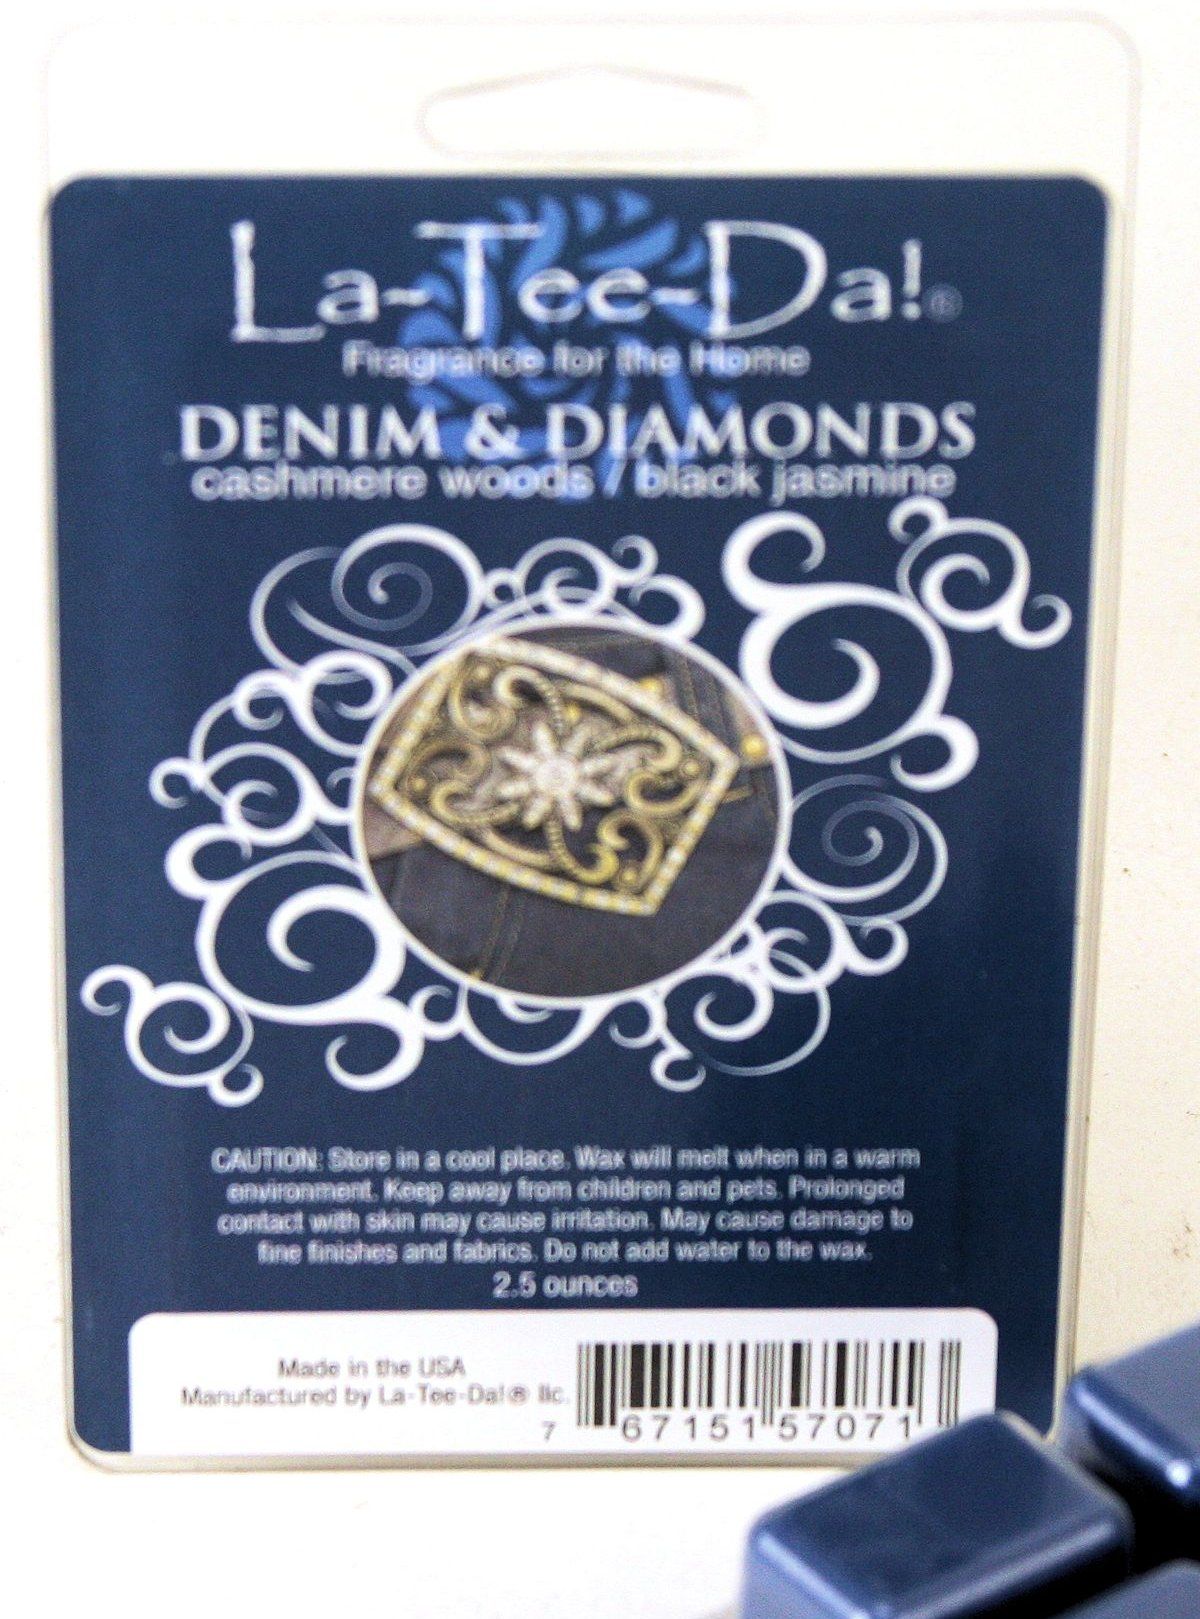 La-Tee-Da!®
Fragrance for the Home
DENIM & DIAMONDS
cashmere woods / black jasmine
CAUTION: Store in a cool place. Wax will melt when in a warm
environment. Keep away from children and pets. Prolonged
contact with skin may cause irritation. May cause damage to
fine finishes and fabrics. Do not add water to the wax.
2.5 ounces
Made in the USA
Manufactured by La-Tee-Da!® llc.
7 67151 57071